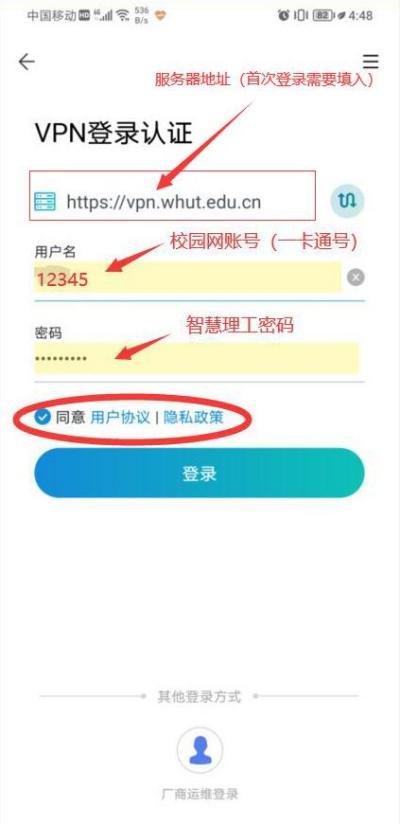 中国移动 HD 4G 536 B/s 82 4:48
服务器地址（首次登录需要填入）
VPN登录认证
https://vpn.whut.edu.cn
校园网账号（一卡通号）
用户名
12345
智慧理工密码
密码
•••••••••
同意 用户协议 | 隐私政策
登录
其他登录方式
厂商运维登录